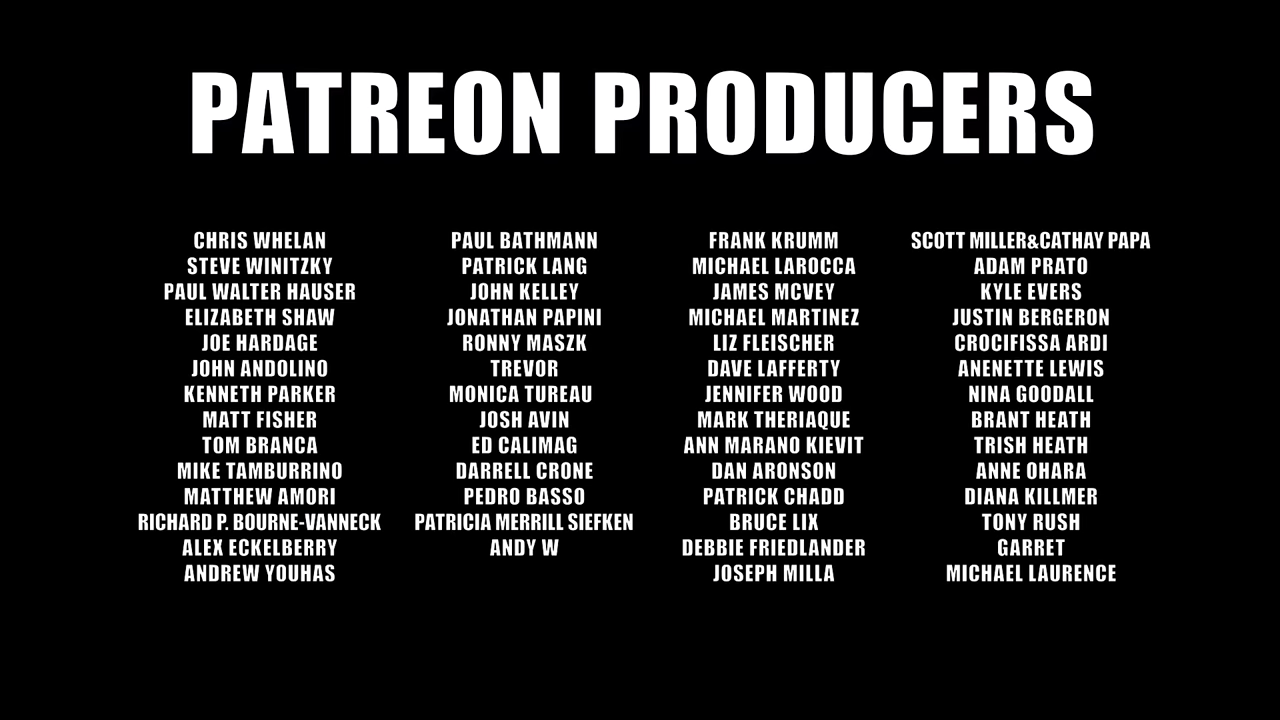 PATREON PRODUCERS
CHRIS WHELAN
STEVE WINITZKY
PAUL WALTER HAUSER
ELIZABETH SHAW
JOE HARDAGE
JOHN ANDOLINO
KENNETH PARKER
MATT FISHER
TOM BRANCA
MIKE TAMBURRINO
MATTHEW AMORI
RICHARD P. BOURNE-VANNECK
ALEX ECKELBERRY
ANDREW YOUHAS
PAUL BATHMANN
PATRICK LANG
JOHN KELLEY
JONATHAN PAPINI
RONNY MASZK
TREVOR
MONICA TUREAU
JOSH AVIN
ED CALIMAG
DARRELL CRONE
PEDRO BASSO
PATRICIA MERRILL SIEFKEN
ANDY W
FRANK KRUMM
MICHAEL LAROCCA
JAMES MCVEY
MICHAEL MARTINEZ
LIZ FLEISCHER
DAVE LAFFERTY
JENNIFER WOOD
MARK THERIAQUE
ANN MARANO KIEVIT
DAN ARONSON
PATRICK CHADD
BRUCE LIX
DEBBIE FRIEDLANDER
JOSEPH MILLA
SCOTT MILLER&CATHAY PAPA
ADAM PRATO
KYLE EVERS
JUSTIN BERGERON
CROCIFISSA ARDI
ANENETTE LEWIS
NINA GOODALL
BRANT HEATH
TRISH HEATH
ANNE OHARA
DIANA KILLMER
TONY RUSH
GARRET
MICHAEL LAURENCE